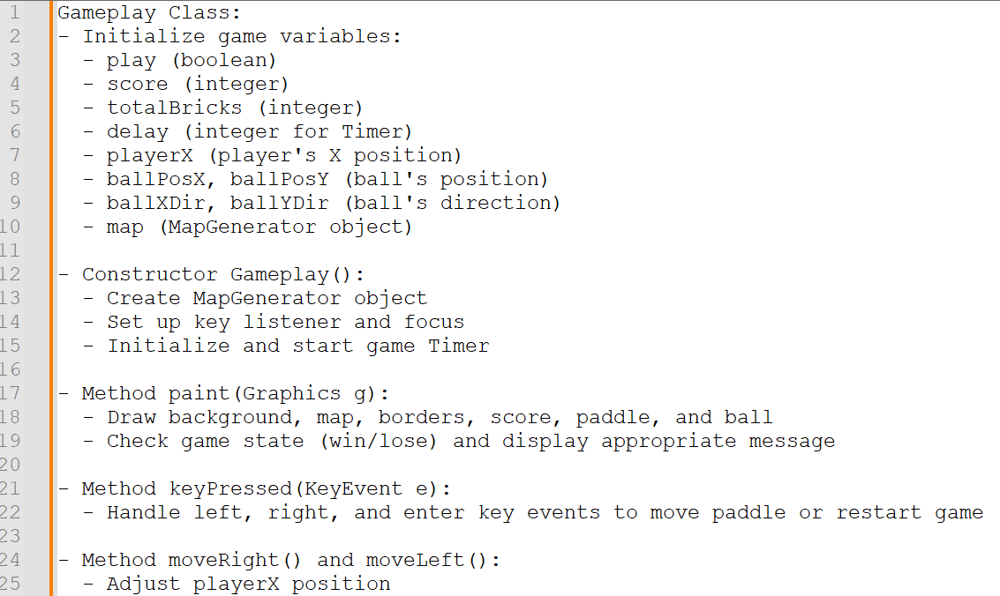 1 Gameplay Class:
2 - Initialize game variables:
3 - play (boolean)
4 - score (integer)
5 - totalBricks (integer)
6 - delay (integer for Timer)
7 - playerX (player's X position)
8 - ballPosX, ballPosY (ball's position)
9 - ballXDir, ballYDir (ball's direction)
10 - map (MapGenerator object)
11
12 - Constructor Gameplay():
13 - Create MapGenerator object
14 - Set up key listener and focus
15 - Initialize and start game Timer
16
17 - Method paint(Graphics g):
18 - Draw background, map, borders, score, paddle, and ball
19 - Check game state (win/lose) and display appropriate message
20
21 - Method keyPressed(KeyEvent e):
22 - Handle left, right, and enter key events to move paddle or restart game
23
24 - Method moveRight() and moveLeft():
25 - Adjust playerX position